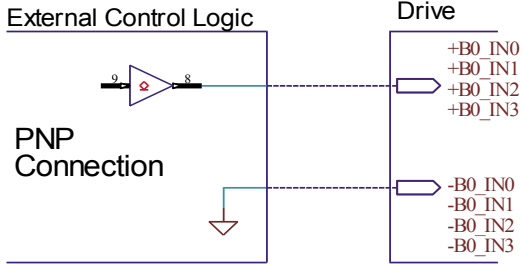 External Control Logic
Drive
9
8
+B0_IN0
+B0_IN1
+B0_IN2
+B0_IN3
PNP
Connection
-B0_IN0
-B0_IN1
-B0_IN2
-B0_IN3